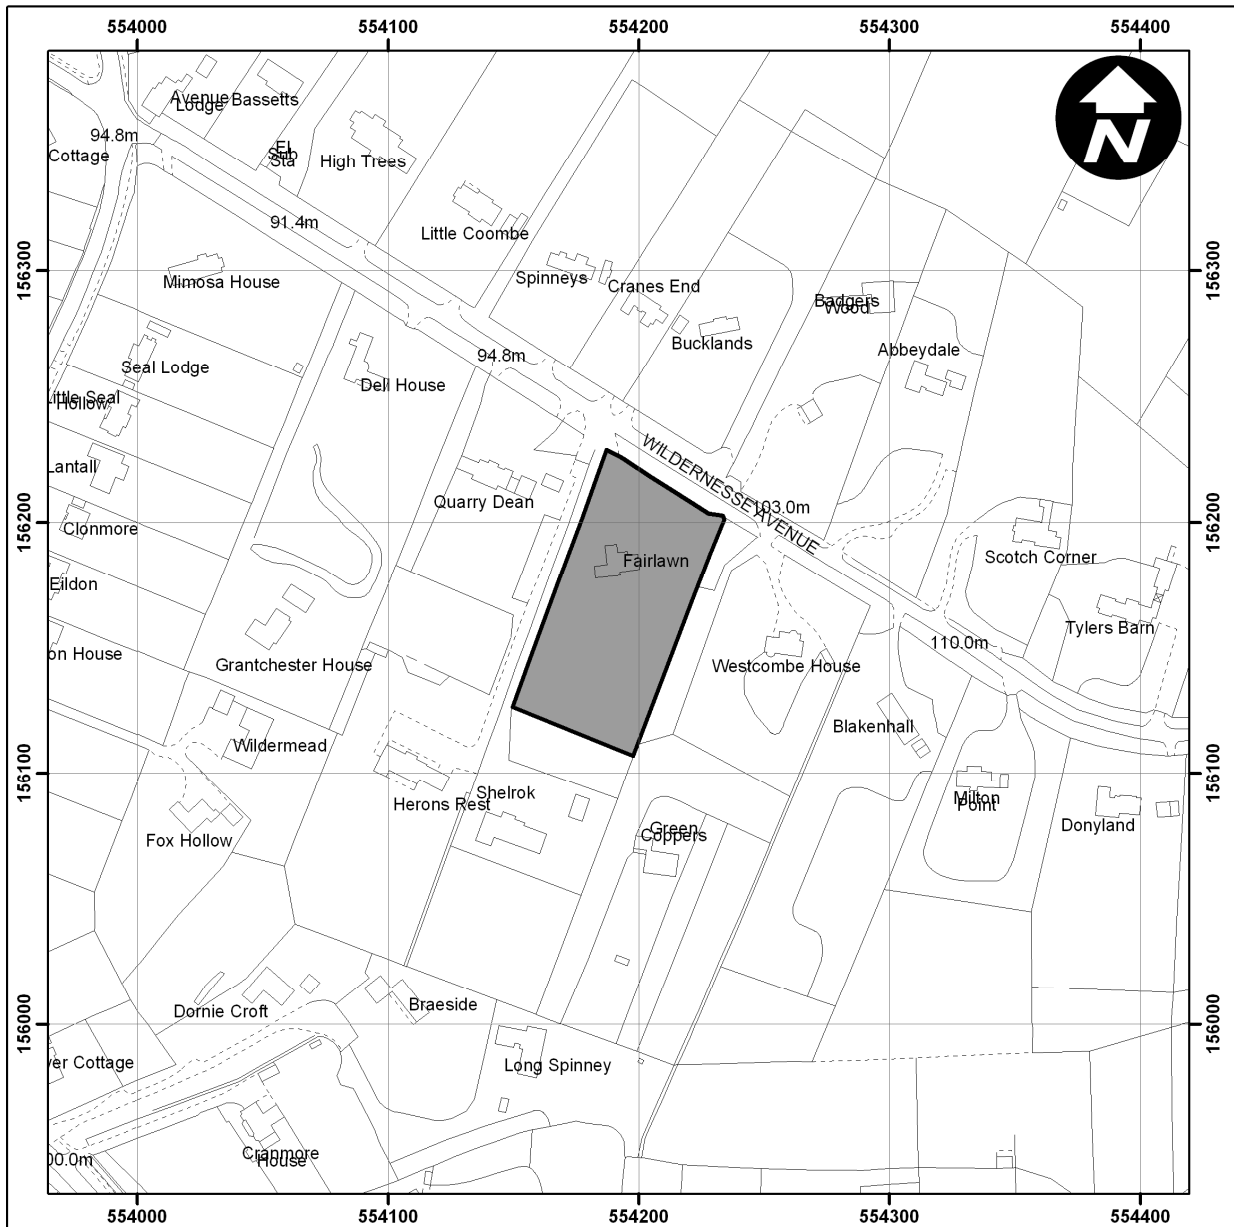 554000 554100 554200 554300 554400
N
Avenue
Lodge
Bassetts
94.8m
Cottage
El
Sub
Sta
High Trees
91.4m
Little Coombe
156300
156300
Mimosa House
Spinneys
Cranes End
Badgers
Wood
Bucklands
Abbeydale
94.8m
Seal Lodge
Dell House
Little Seal
Hollow
WILDERNESSE AVENUE
Lantall
Quarry Dean
103.0m
156200
156200
Clonmore
Fairlawn
Scotch Corner
Eildon
Tylers Barn
on House
Grantchester House
Westcombe House
110.0m
Blakenhall
Wildermead
156100
156100
Herons Rest
Shelrok
Milton
Point
Fox Hollow
Green
Coppers
Donyland
Dornie Croft
Braeside
156000
156000
ver Cottage
Long Spinney
Cranmore
House
00.0m
554000 554100 554200 554300 554400